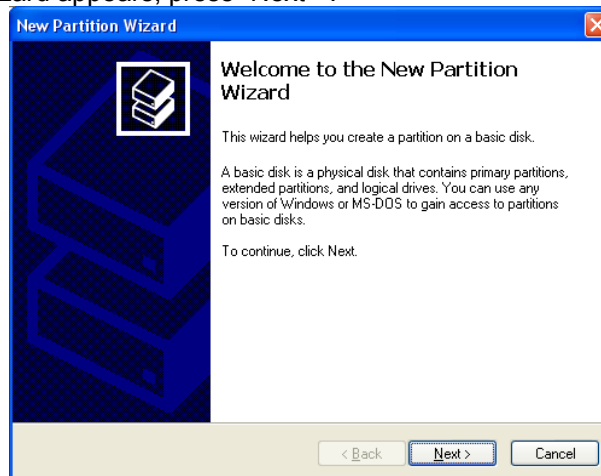 zard appears, press "Next".
New Partition Wizard
Welcome to the New Partition
Wizard
This wizard helps you create a partition on a basic disk.
A basic disk is a physical disk that contains primary partitions,
extended partitions, and logical drives. You can use any
version of Windows or MS-DOS to gain access to partitions
on basic disks.
To continue, click Next.
< Back
Next >
Cancel